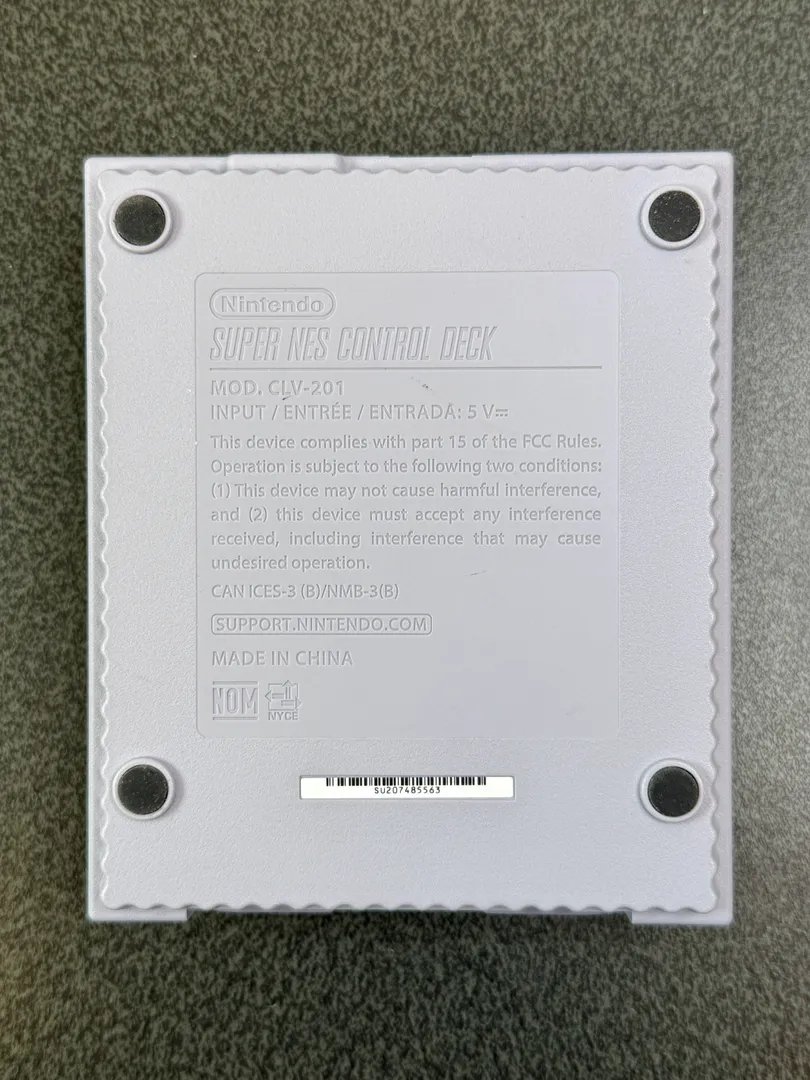 Nintendo
SUPER NES CONTROL DECK
MOD. CLV-201
INPUT / ENTRÉE / ENTRADA: 5 V⎓
This device complies with part 15 of the FCC Rules.
Operation is subject to the following two conditions:
(1) This device may not cause harmful interference,
and (2) this device must accept any interference
received, including interference that may cause
undesired operation.
CAN ICES-3 (B)/NMB-3(B)
SUPPORT.NINTENDO.COM
MADE IN CHINA
NOM
NYCE
SU207485563